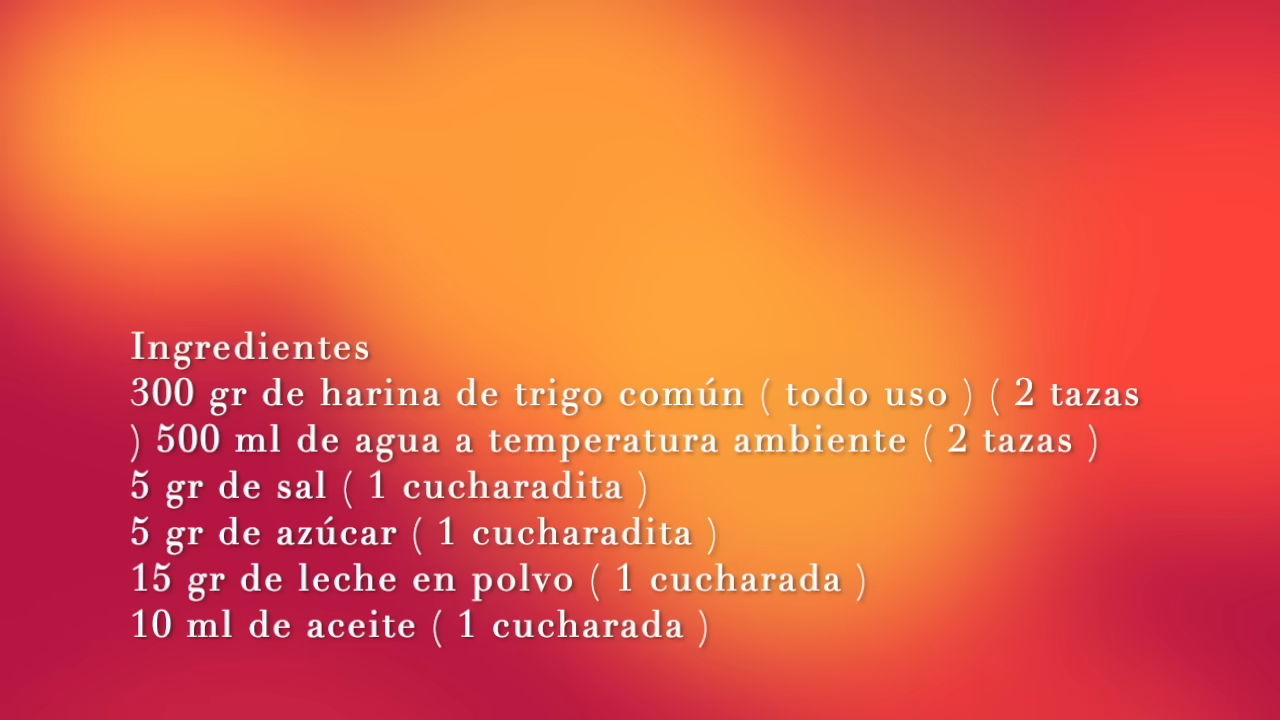 Ingredientes
300 gr de harina de trigo común ( todo uso ) ( 2 tazas
) 500 ml de agua a temperatura ambiente ( 2 tazas )
5 gr de sal ( 1 cucharadita )
5 gr de azúcar ( 1 cucharadita )
15 gr de leche en polvo ( 1 cucharada )
10 ml de aceite ( 1 cucharada )